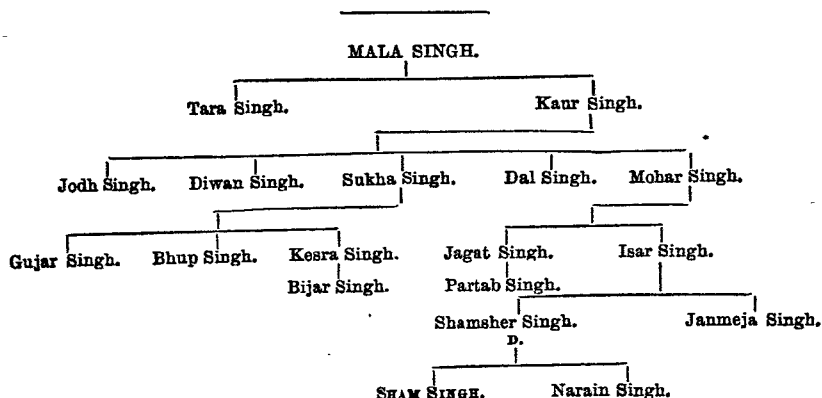 MALA SINGH.
Tara Singh. Kaur Singh.
Jodh Singh. Diwan Singh. Sukha Singh. Dal Singh. Mohar Singh.
Gujar Singh. Bhup Singh. Kesra Singh. Jagat Singh. Isar Singh.
Bijar Singh. Partab Singh.
Shamsher Singh. Janmeja Singh.
D.
SHAM SINGH. Narain Singh.